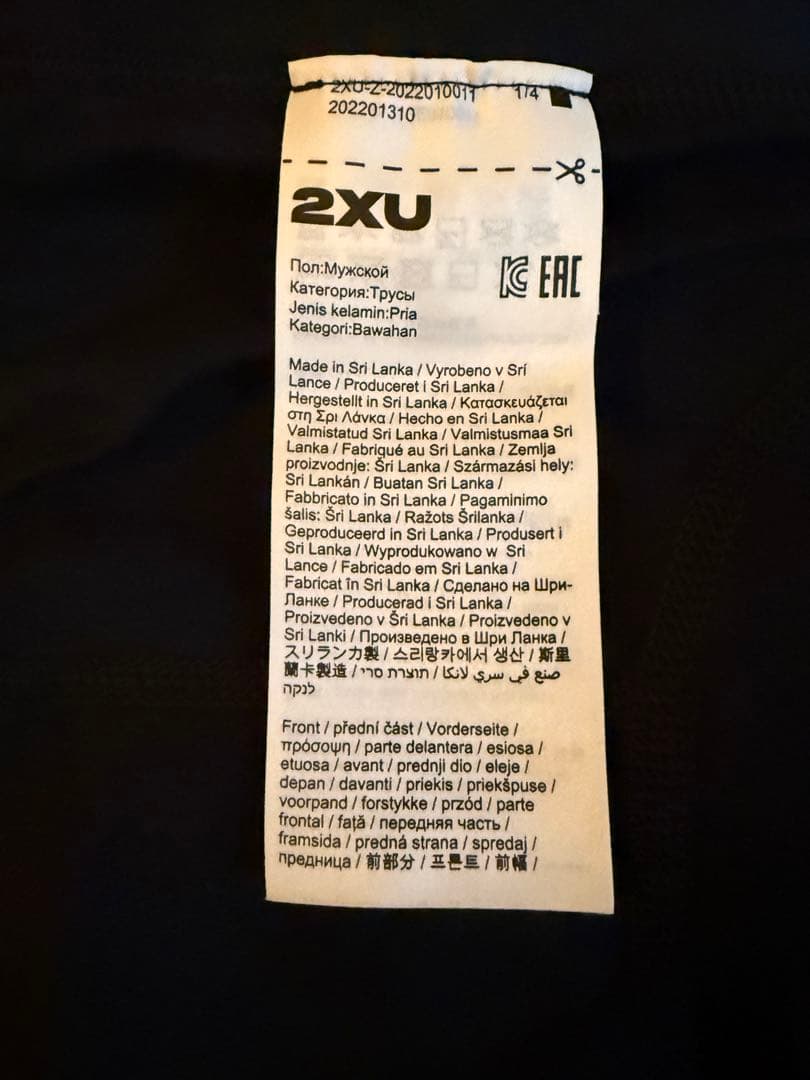 2XU-Z-2022010011 1/4
202201310
2XU
Пол:Мужской
Категория:Трусы
Jenis kelamin:Pria
Kategori:Bawahan
EAC
Made in Sri Lanka / Vyrobeno v Srí
Lance / Produceret i Sri Lanka /
Hergestellt in Sri Lanka / Κατασκευάζεται
στη Σρι Λάνκα / Hecho en Sri Lanka /
Valmistatud Sri Lanka / Valmistusmaa Sri
Lanka / Fabriqué au Sri Lanka / Zemlja
proizvodnje: Šri Lanka / Származási hely:
Sri Lankán / Buatan Sri Lanka /
Fabbricato in Sri Lanka / Pagaminimo
šalis: Šri Lanka / Ražots Šrilanka /
Geproduceerd in Sri Lanka / Produsert i
Sri Lanka / Wyprodukowano w Sri
Lance / Fabricado em Sri Lanka /
Fabricat în Sri Lanka / Сделано на Шри-
Ланке / Producerad i Sri Lanka /
Proizvedeno v Šri Lanka / Proizvedeno v
Sri Lanki / Произведено в Шри Ланка /
スリランカ製 / 스리랑카에서 생산 / 斯里
蘭卡製造 / صنع في سري لانكا / תוצרת סרי
לנקה
Front / přední část / Vorderseite /
πρόσοψη / parte delantera / esiosa /
etuosa / avant / prednji dio / eleje /
depan / davanti / priekis / priekšpuse /
voorpand / forstykke / przód / parte
frontal / faţă / передняя часть /
framsida / predná strana / spredaj /
предница / 前部分 / 프론트 / 前幅 /